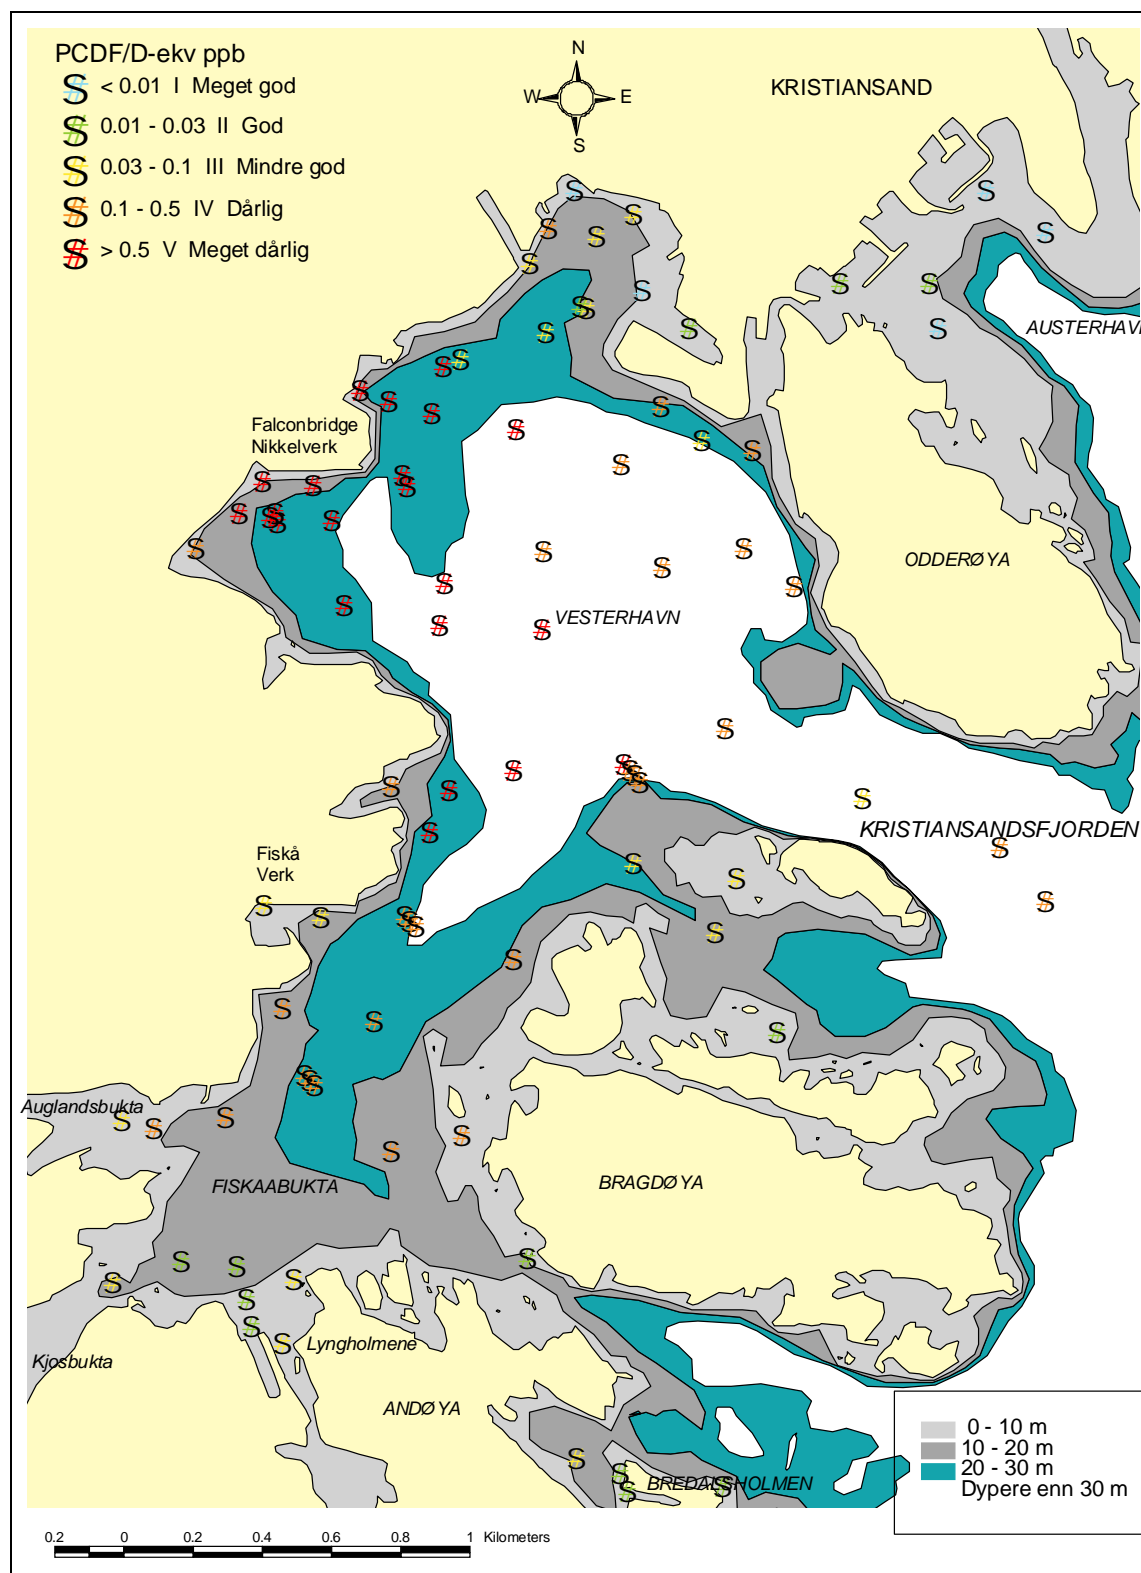 PCDF/D-ekv ppb
< 0.01 I Meget god
0.01 - 0.03 II God
0.03 - 0.1 III Mindre god
0.1 - 0.5 IV Dårlig
> 0.5 V Meget dårlig
N
W E
S
KRISTIANSAND
AUSTERHAVN
Falconbridge
Nikkelverk
ODDERØYA
VESTERHAVN
KRISTIANSANDSFJORDEN
Fiskå
Verk
Auglandsbukta
FISKAABUKTA
BRAGDØYA
Lyngholmene
Kjosbukta
ANDØYA
BREDALSHOLMEN
0 - 10 m
10 - 20 m
20 - 30 m
Dypere enn 30 m
0.2 0 0.2 0.4 0.6 0.8 1 Kilometers